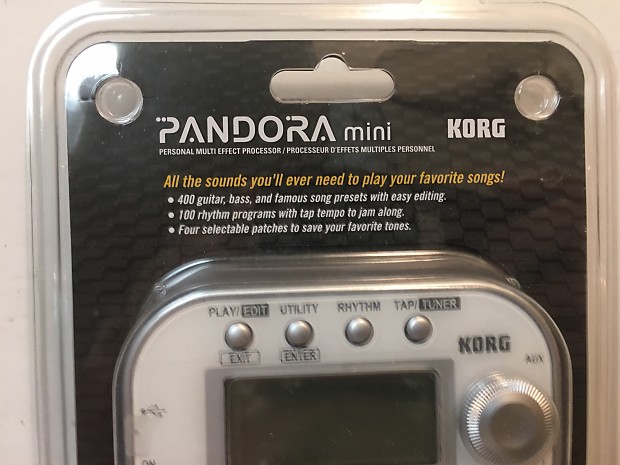 PANDORA mini KORG
PERSONAL MULTI EFFECT PROCESSOR / PROCESSEUR D'EFFETS MULTIPLES PERSONNEL
All the sounds you'll ever need to play your favorite songs!
• 400 guitar, bass, and famous song presets with easy editing.
• 100 rhythm programs with tap tempo to jam along.
• Four selectable patches to save your favorite tones.
PLAY/EDIT UTILITY RHYTHM TAP/TUNER
EXIT ENTER
KORG
AUX
ON